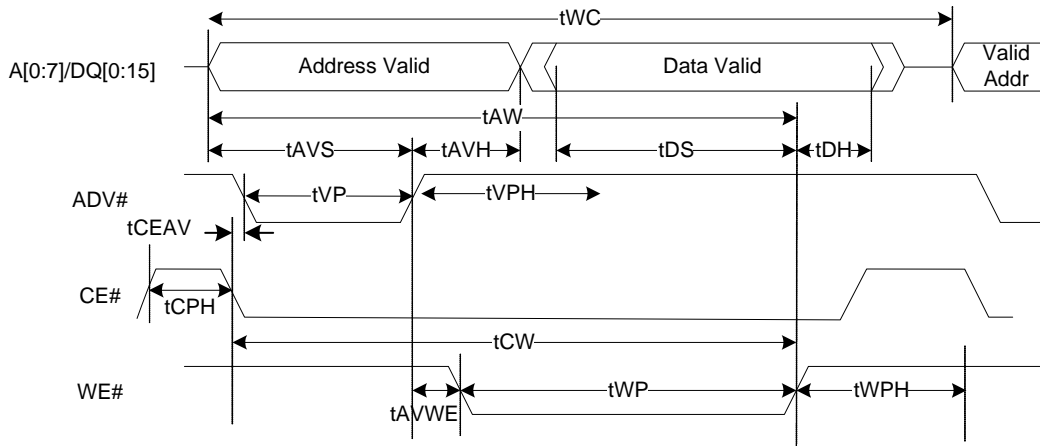 tWC
A[0:7]/DQ[0:15]
Address Valid
Data Valid
Valid
Addr
tAW
tAVS
tAVH
tDS
tDH
ADV#
tVP
tVPH
tCEAV
CE#
tCPH
tCW
WE#
tAVWE
tWP
tWPH